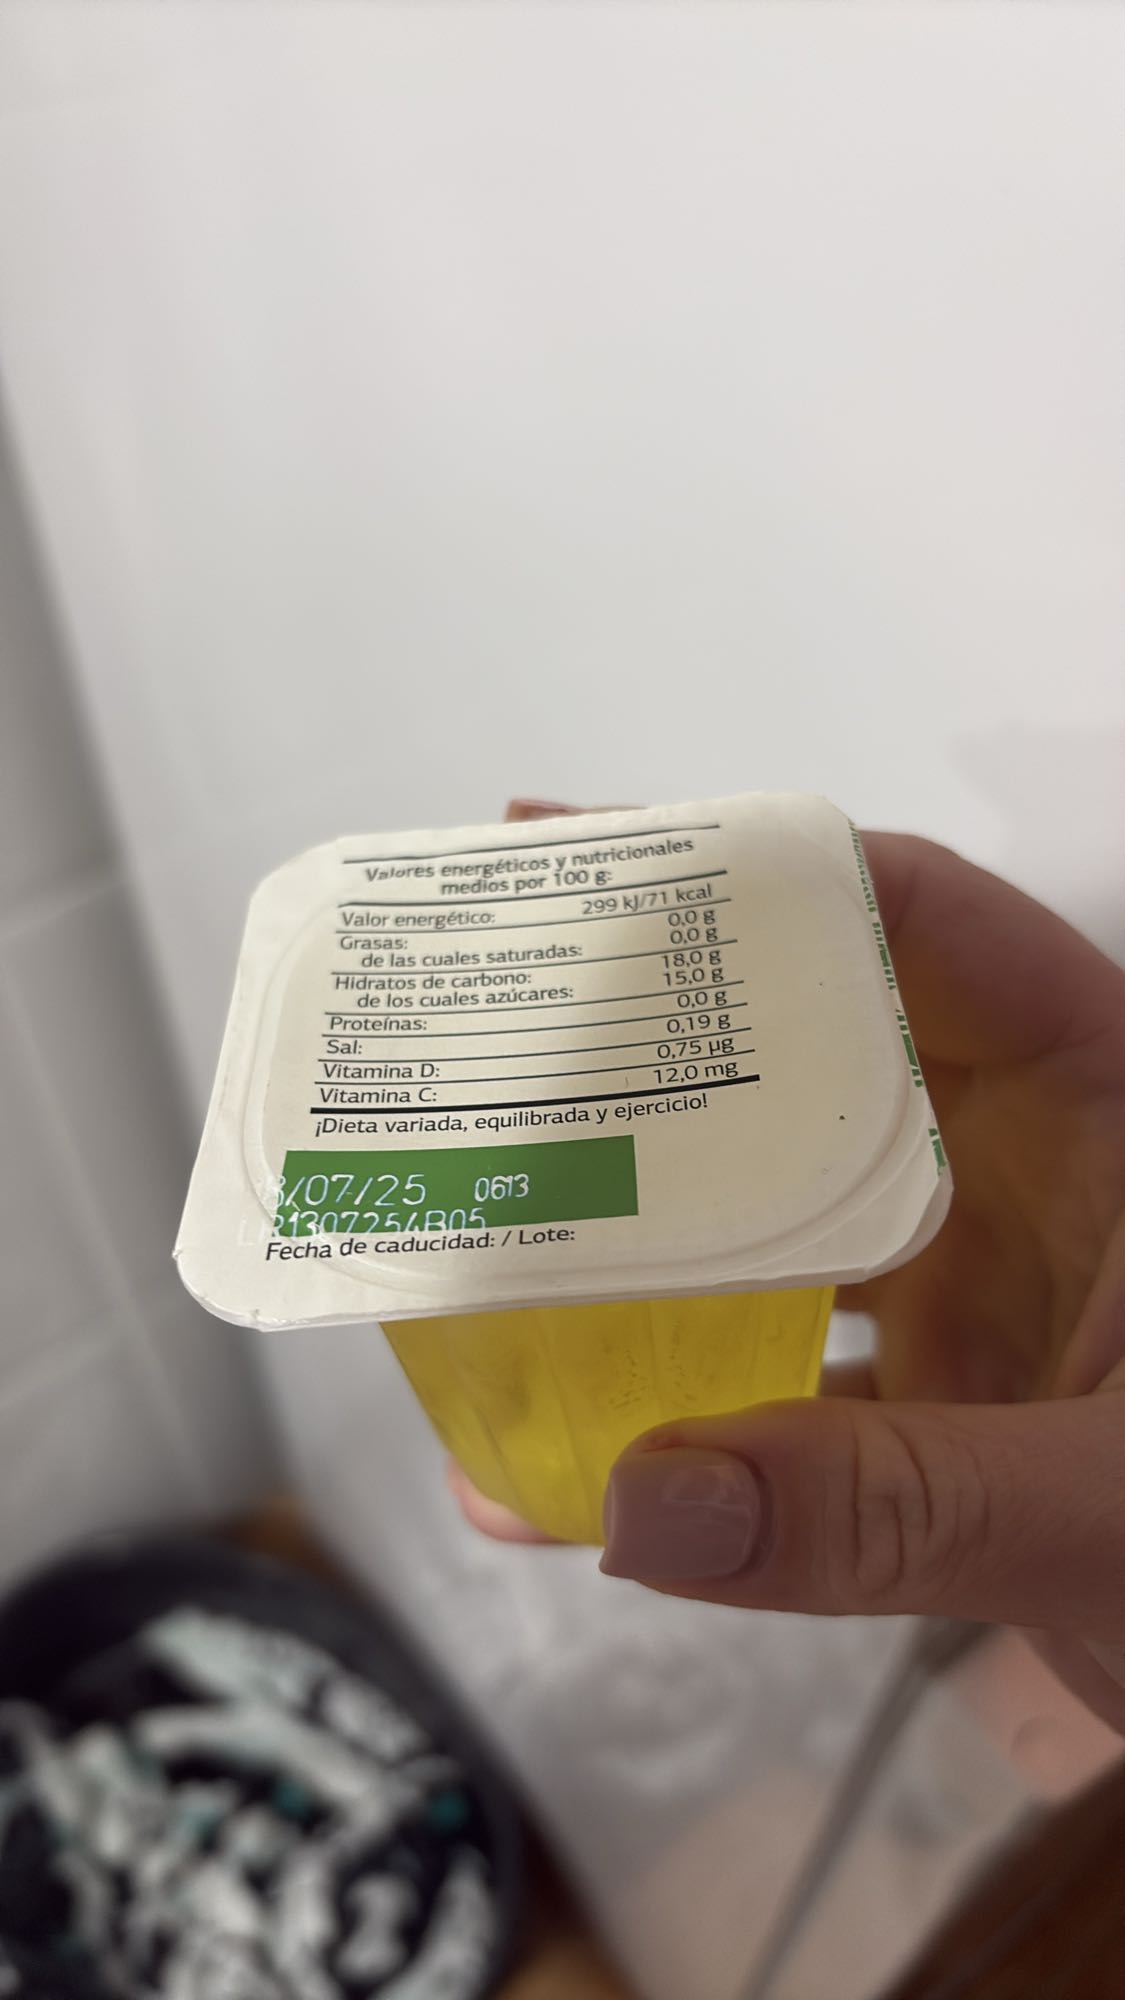 Valores energéticos y nutricionales
medios por 100 g:
Valor energético: 299 kJ/71 kcal
Grasas: 0,0 g
de las cuales saturadas: 0,0 g
Hidratos de carbono: 18,0 g
de los cuales azúcares: 15,0 g
Proteínas: 0,0 g
Sal: 0,19 g
Vitamina D: 0,75 µg
Vitamina C: 12,0 mg
¡Dieta variada, equilibrada y ejercicio!
/07/25 0613
Fecha de caducidad: / Lote: